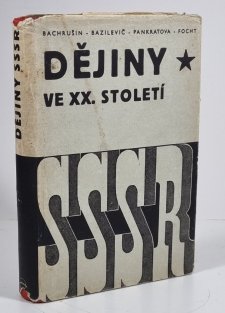 BACHRUŠIN - BAZILEVIČ - PANKRATOVA - FOCHT
DĚJINY ★
VE XX. STOLETÍ
SSSR
DĚJINY SSSR